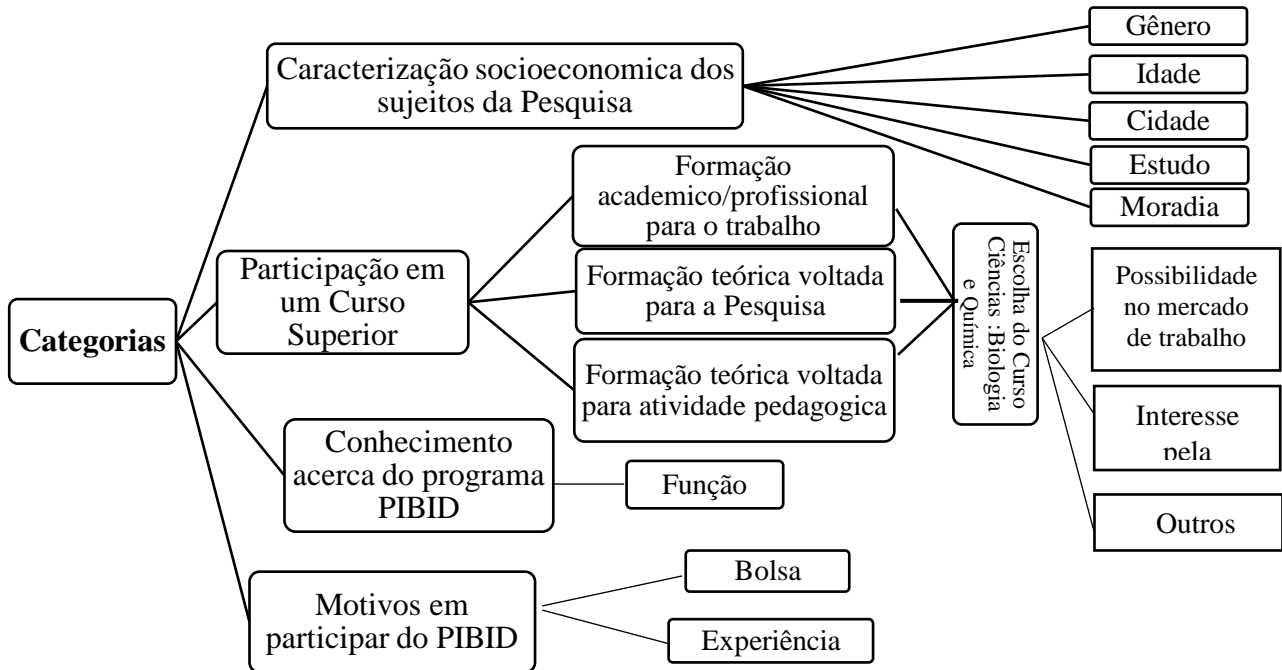 Categorias
Caracterização socioeconomica dos
sujeitos da Pesquisa
Gênero
Idade
Cidade
Estudo
Moradia
Participação em
um Curso
Superior
Formação
academico/profissional
para o trabalho
Formação teórica voltada
para a Pesquisa
Formação teórica voltada
para atividade pedagogica
Escolha do Curso
Ciências :Biologia
e Química
Possibilidade
no mercado
de trabalho
Interesse
pela
Outros
Conhecimento
acerca do programa
PIBID
Função
Motivos em
participar do PIBID
Bolsa
Experiência